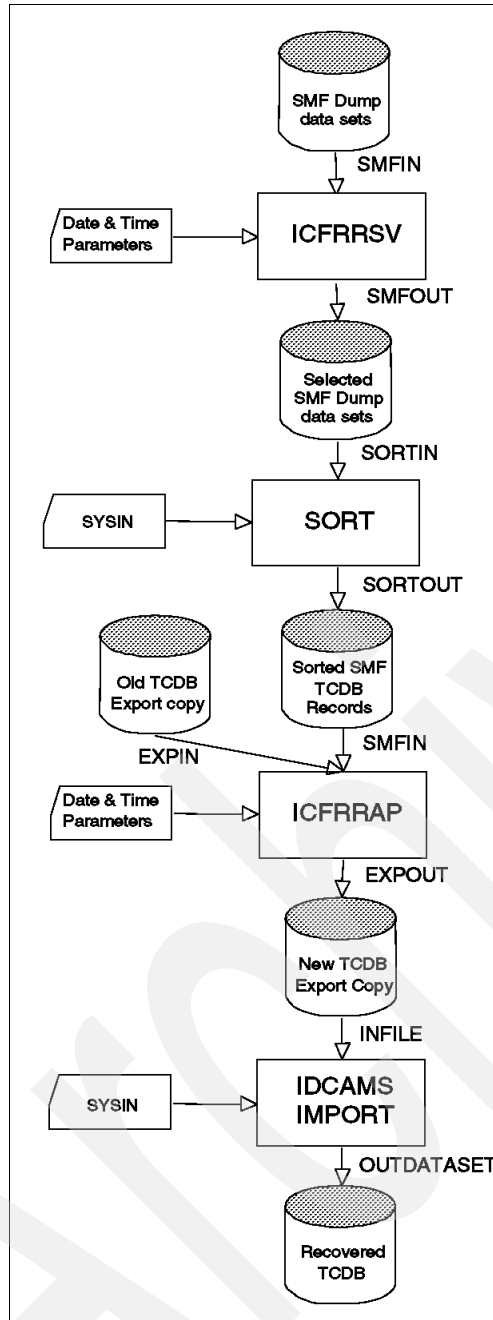 SMF Dump
data sets
SMFIN
Date & Time
Parameters
ICFRRSV
SMFOUT
Selected
SMF Dump
data sets
SORTIN
SYSIN
SORT
SORTOUT
Old TCDB
Export copy
Sorted SMF
TCDB
Records
EXPIN
SMFIN
Date & Time
Parameters
ICFRRAP
EXPOUT
New TCDB
Export Copy
INFILE
SYSIN
IDCAMS
IMPORT
OUTDATASET
Recovered
TCDB